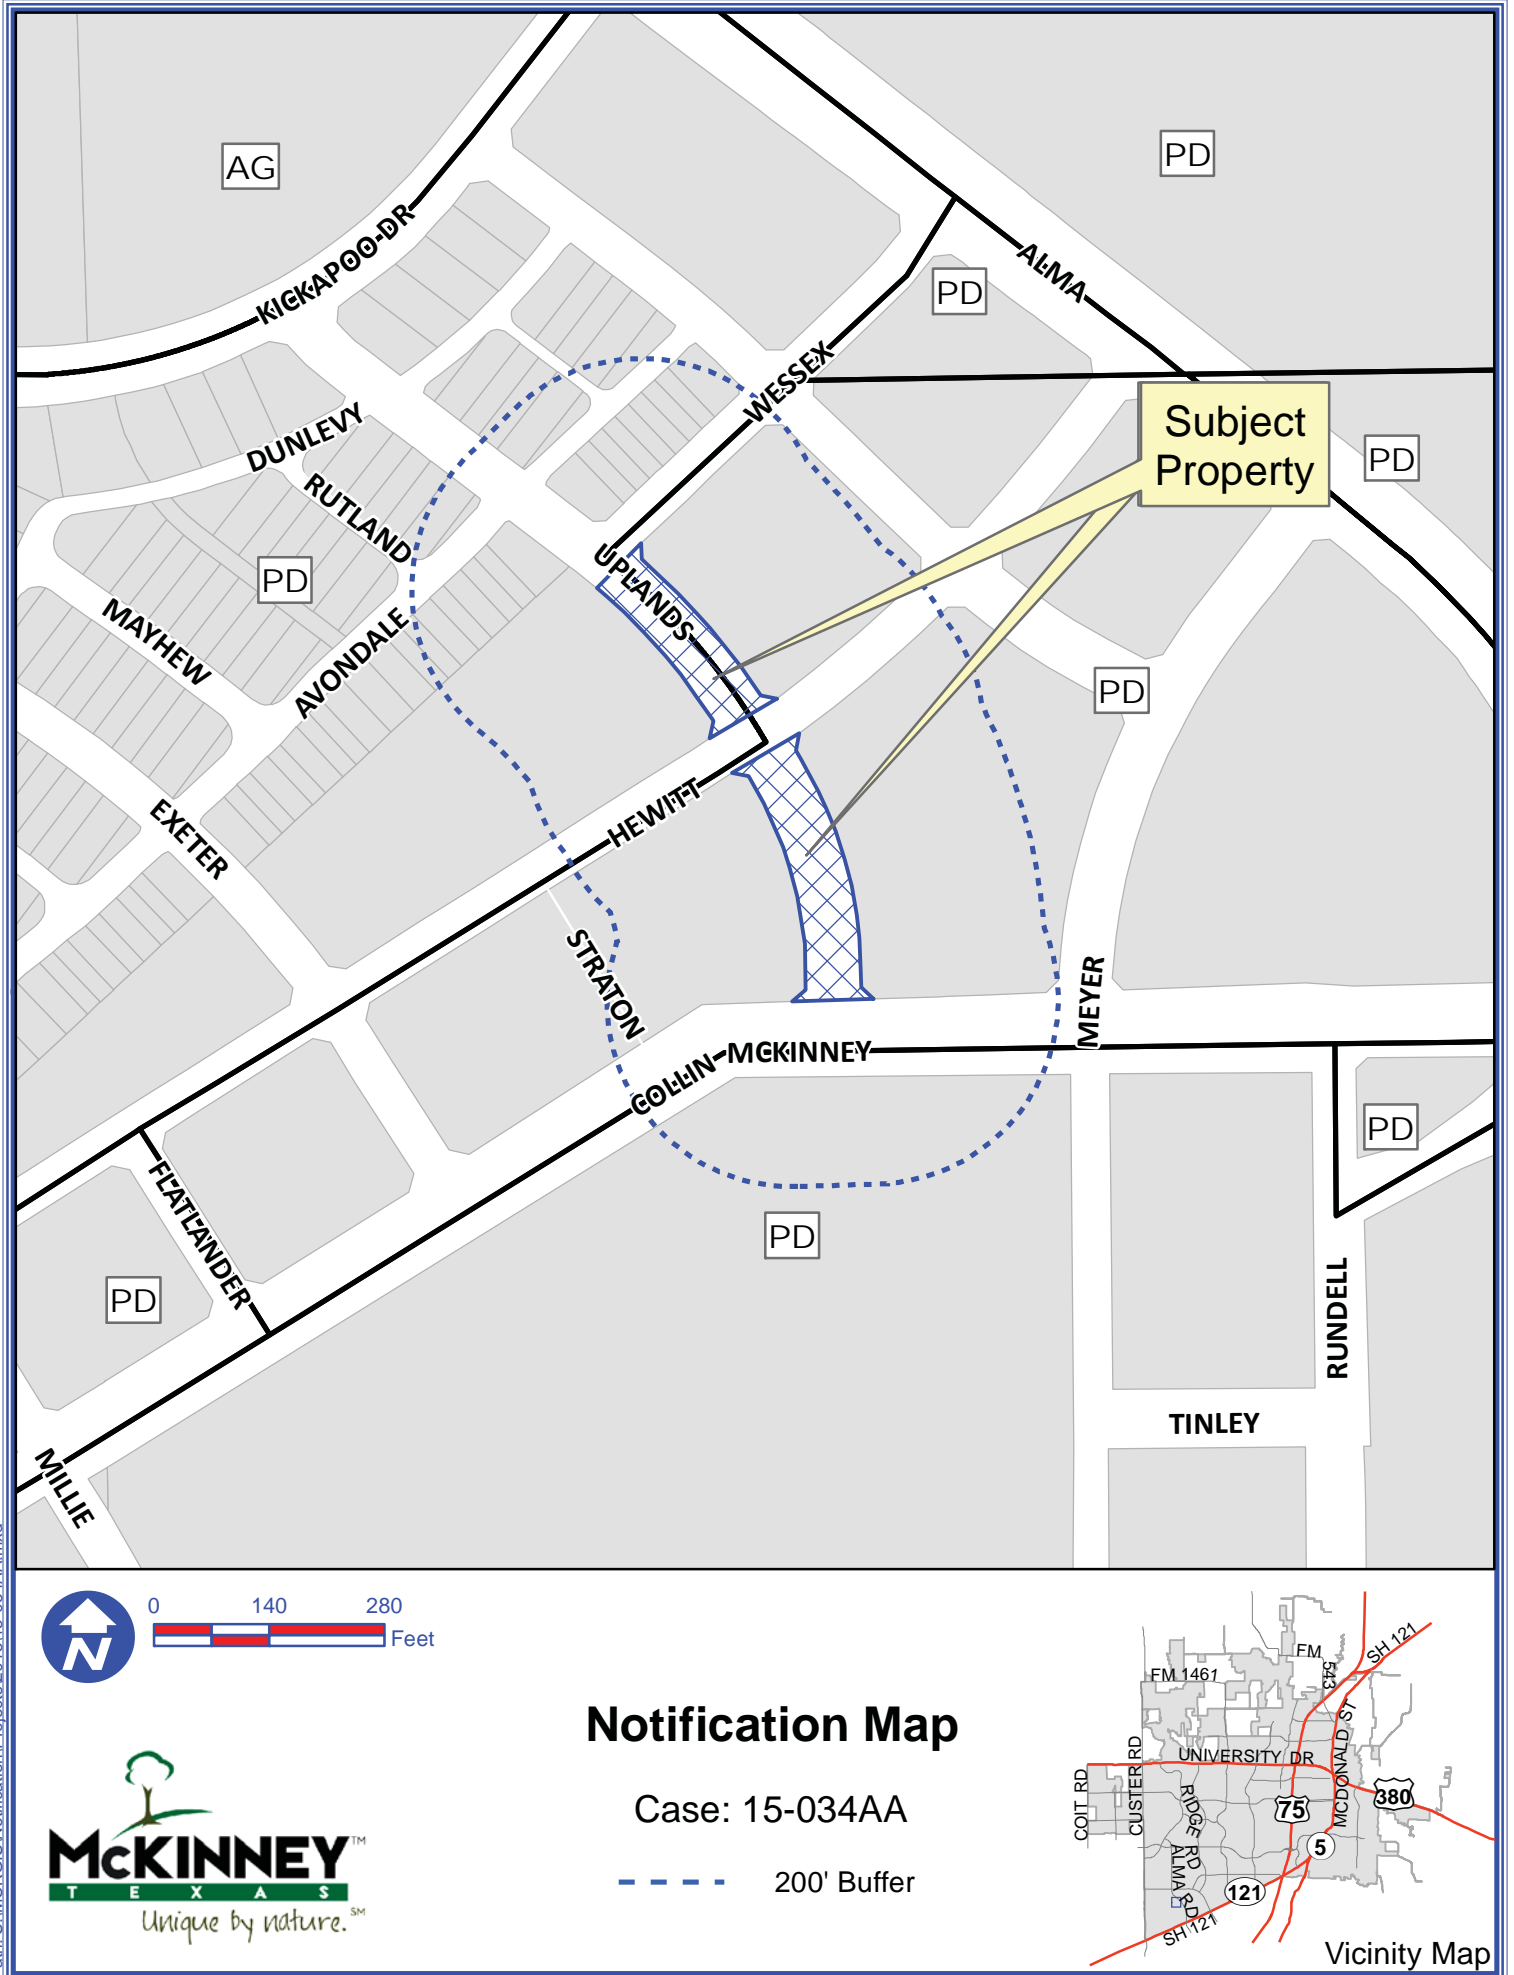 AG
PD
KICKAPOO DR
ALMA
PD
WESSEX
Subject
Property
PD
DUNLEVY
RUTLAND
PD
UPLANDS
MAYHEW
AVONDALE
PD
HEWITT
EXETER
STRATON
MEYER
COLLIN MCKINNEY
PD
FLATLANDER
PD
PD
RUNDELL
TINLEY
MILLIE
0 140 280
Feet
N
Notification Map
Case: 15-034AA
200' Buffer
McKINNEY™
TEXAS
Unique by nature.℠
FM 1461
FM 543
SH 121
COIT RD
CUSTER RD
UNIVERSITY DR
RIDGE RD
MCDONALD ST
75
380
5
ALMA RD
121
SH 121
Vicinity Map